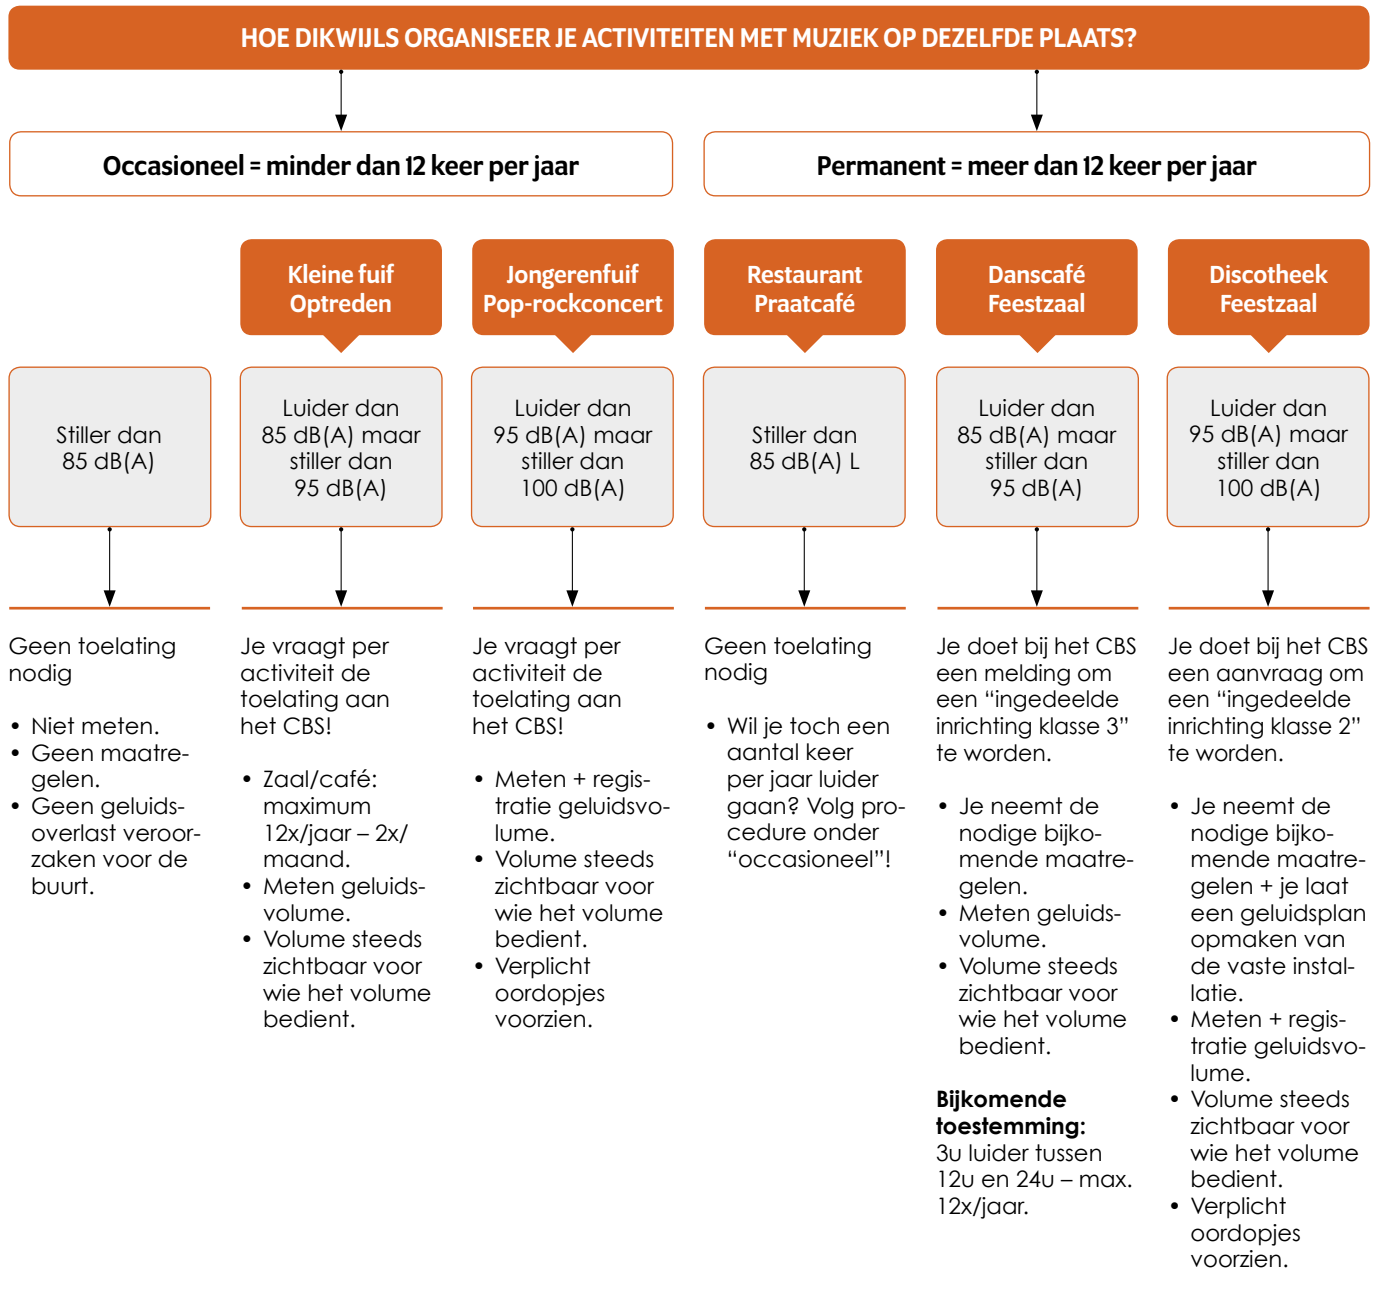 HOE DIKWIJLS ORGANISEER JE ACTIVITEITEN MET MUZIEK OP DEZELFDE PLAATS?
Occasioneel = minder dan 12 keer per jaar
Permanent = meer dan 12 keer per jaar
Stiller dan
85 dB(A)
Geen toelating
nodig
• Niet meten.
• Geen maatre-
gelen.
• Geen geluids-
overlast veroor-
zaken voor de
buurt.
Kleine fuif
Optreden
Luider dan
85 dB(A) maar
stiller dan
95 dB(A)
Je vraagt per
activiteit de
toelating aan
het CBS!
• Zaal/café:
maximum
12x/jaar – 2x/
maand.
• Meten geluids-
volume.
• Volume steeds
zichtbaar voor
wie het volume
bedient.
Jongerenfuif
Pop-rockconcert
Luider dan
95 dB(A) maar
stiller dan
100 dB(A)
Je vraagt per
activiteit de
toelating aan
het CBS!
• Meten + regis-
tratie geluidsvo-
lume.
• Volume steeds
zichtbaar voor
wie het volume
bedient.
• Verplicht
oordopjes
voorzien.
Restaurant
Praatcafé
Stiller dan
85 dB(A) L
Geen toelating
nodig
• Wil je toch een
aantal keer
per jaar luider
gaan? Volg pro-
cedure onder
“occasioneel”!
Danscafé
Feestzaal
Luider dan
85 dB(A) maar
stiller dan
95 dB(A)
Je doet bij het CBS
een melding om
een “ingedeelde
inrichting klasse 3”
te worden.
• Je neemt de
nodige bijko-
mende maatre-
gelen.
• Meten geluids-
volume.
• Volume steeds
zichtbaar voor
wie het volume
bedient.
Bijkomende
toestemming:
3u luider tussen
12u en 24u – max.
12x/jaar.
Discotheek
Feestzaal
Luider dan
95 dB(A) maar
stiller dan
100 dB(A)
Je doet bij het CBS
een aanvraag om
een “ingedeelde
inrichting klasse 2”
te worden.
• Je neemt de
nodige bijko-
mende maatre-
gelen + je laat
een geluidsplan
opmaken van
de vaste instal-
latie.
• Meten + regis-
tratie geluidsvo-
lume.
• Volume steeds
zichtbaar voor
wie het volume
bedient.
• Verplicht
oordopjes
voorzien.